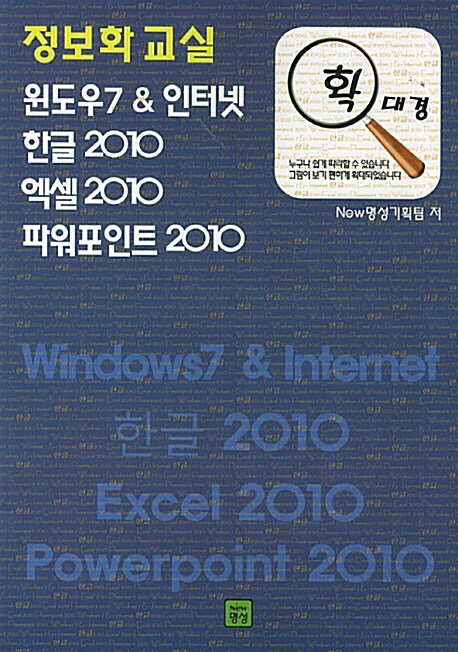 정보화 교실
윈도우7 & 인터넷
한글 2010
엑셀 2010
파워포인트 2010
확대경
누구나 쉽게 따라할 수 있습니다
그림이 보기 편하게 확대되었습니다
New명성기획팀 저
Windows7 & Internet
한글 2010
Excel 2010
Powerpoint 2010
New
명성